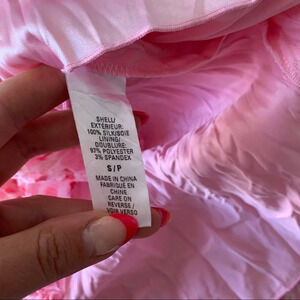 SHELL/
EXTÉRIEUR:
100% SILK/SOIE
LINING/
DOUBLURE:
97% POLYESTER
3% SPANDEX
S/P
MADE IN CHINA
FABRIQUÉ EN
CHINE
CARE ON
REVERSE/
VOIR VERSO